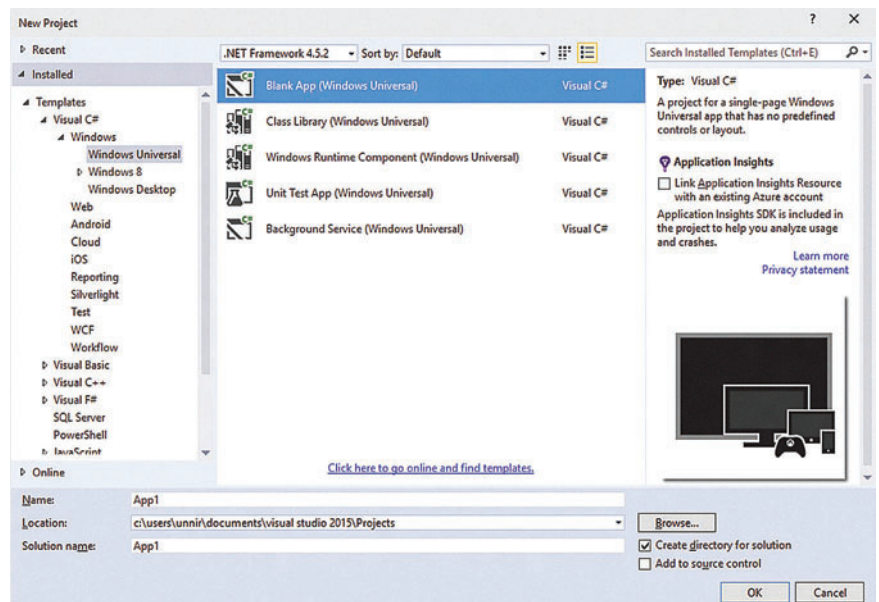 New Project
? ×
Recent
Installed
Templates
Visual C#
Windows
Windows Universal
Windows 8
Windows Desktop
Web
Android
Cloud
iOS
Reporting
Silverlight
Test
WCF
Workflow
Visual Basic
Visual C++
Visual F#
SQL Server
PowerShell
JavaScript
Online
.NET Framework 4.5.2
Sort by: Default
Blank App (Windows Universal) Visual C#
Class Library (Windows Universal) Visual C#
Windows Runtime Component (Windows Universal) Visual C#
Unit Test App (Windows Universal) Visual C#
Background Service (Windows Universal) Visual C#
Click here to go online and find templates.
Search Installed Templates (Ctrl+E)
Type: Visual C#
A project for a single-page Windows
Universal app that has no predefined
controls or layout.
Application Insights
Link Application Insights Resource
with an existing Azure account
Application Insights SDK is included in
the project to help you analyze usage
and crashes.
Learn more
Privacy statement
Name: App1
Location: c:\users\unnir\documents\visual studio 2015\Projects
Browse...
Solution name: App1
Create directory for solution
Add to source control
OK Cancel